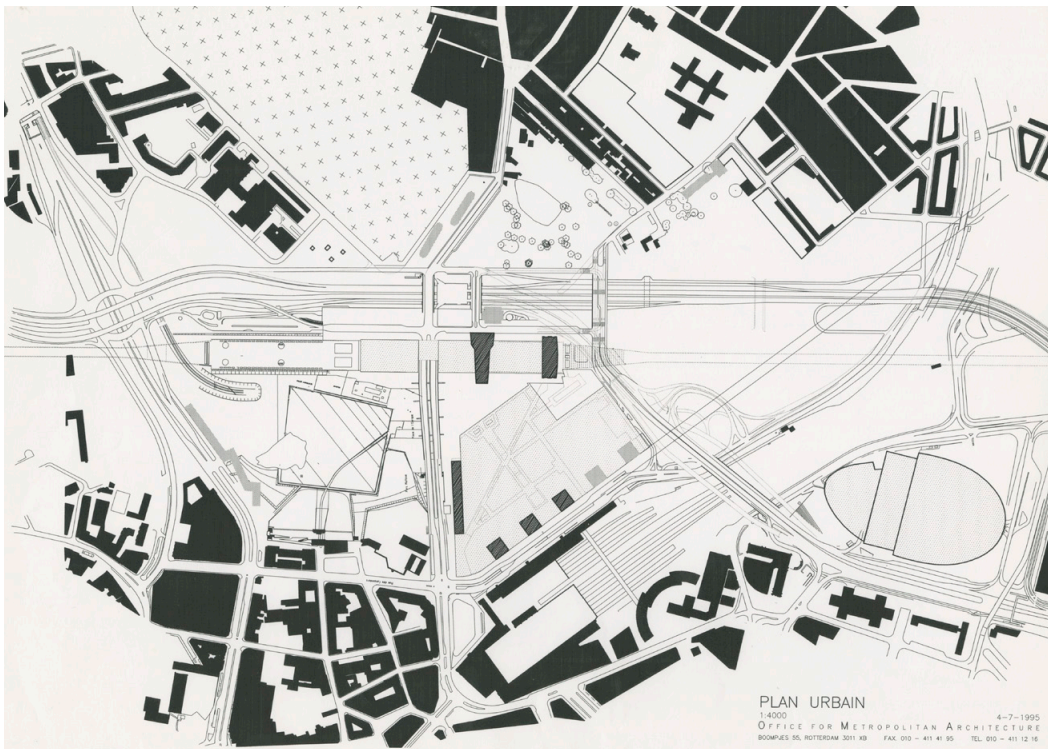 PLAN URBAIN
1:4000
4-7-1995
OFFICE FOR METROPOLITAN ARCHITECTURE
BOOMPJES 55, ROTTERDAM 3011 XB FAX. 010 - 411 41 95 TEL. 010 - 411 12 16